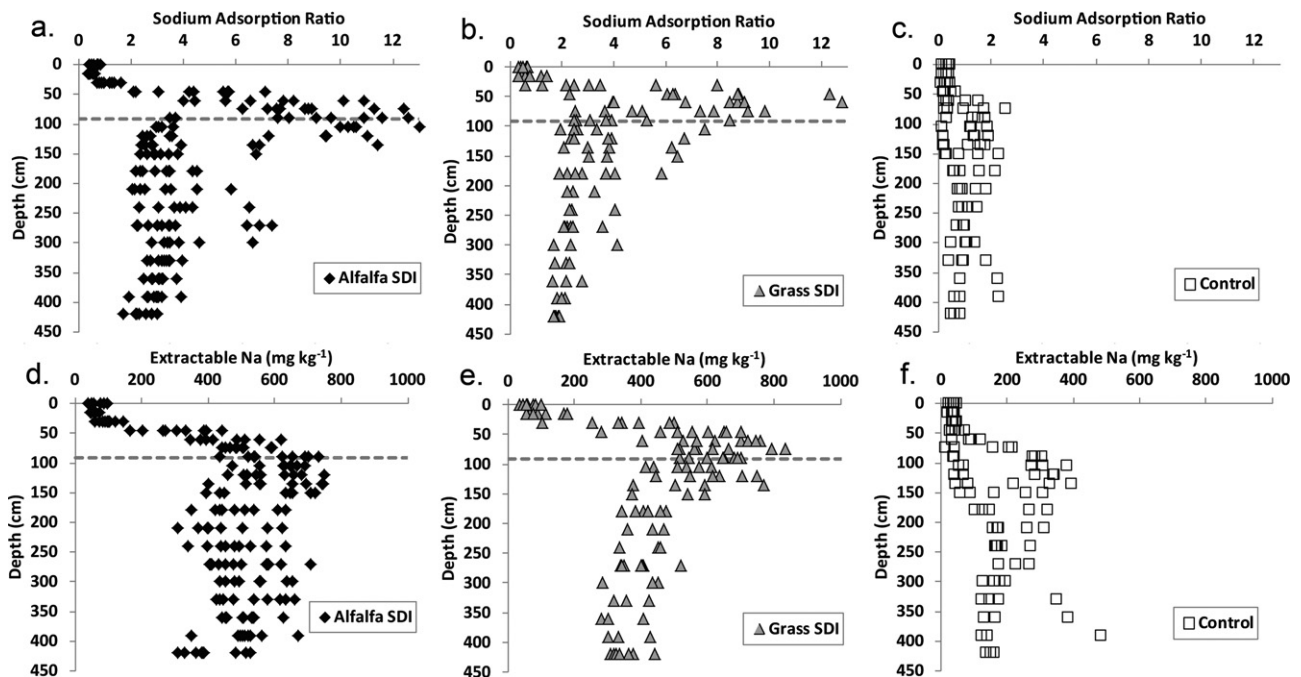 Sodium Adsorption Ratio
a.
0 2 4 6 8 10 12
0
50
100
150
200
250
300
350
400
450
Depth (cm)
Alfalfa SDI
Sodium Adsorption Ratio
b.
0 2 4 6 8 10 12
0
50
100
150
200
250
300
350
400
450
Depth (cm)
Grass SDI
Sodium Adsorption Ratio
c.
0 2 4 6 8 10 12
0
50
100
150
200
250
300
350
400
450
Depth (cm)
Control
Extractable Na (mg kg⁻¹)
d.
0 200 400 600 800 1000
0
50
100
150
200
250
300
350
400
450
Depth (cm)
Alfalfa SDI
Extractable Na (mg kg⁻¹)
e.
0 200 400 600 800 1000
0
50
100
150
200
250
300
350
400
450
Depth (cm)
Grass SDI
Extractable Na (mg kg⁻¹)
f.
0 200 400 600 800 1000
0
50
100
150
200
250
300
350
400
450
Depth (cm)
Control